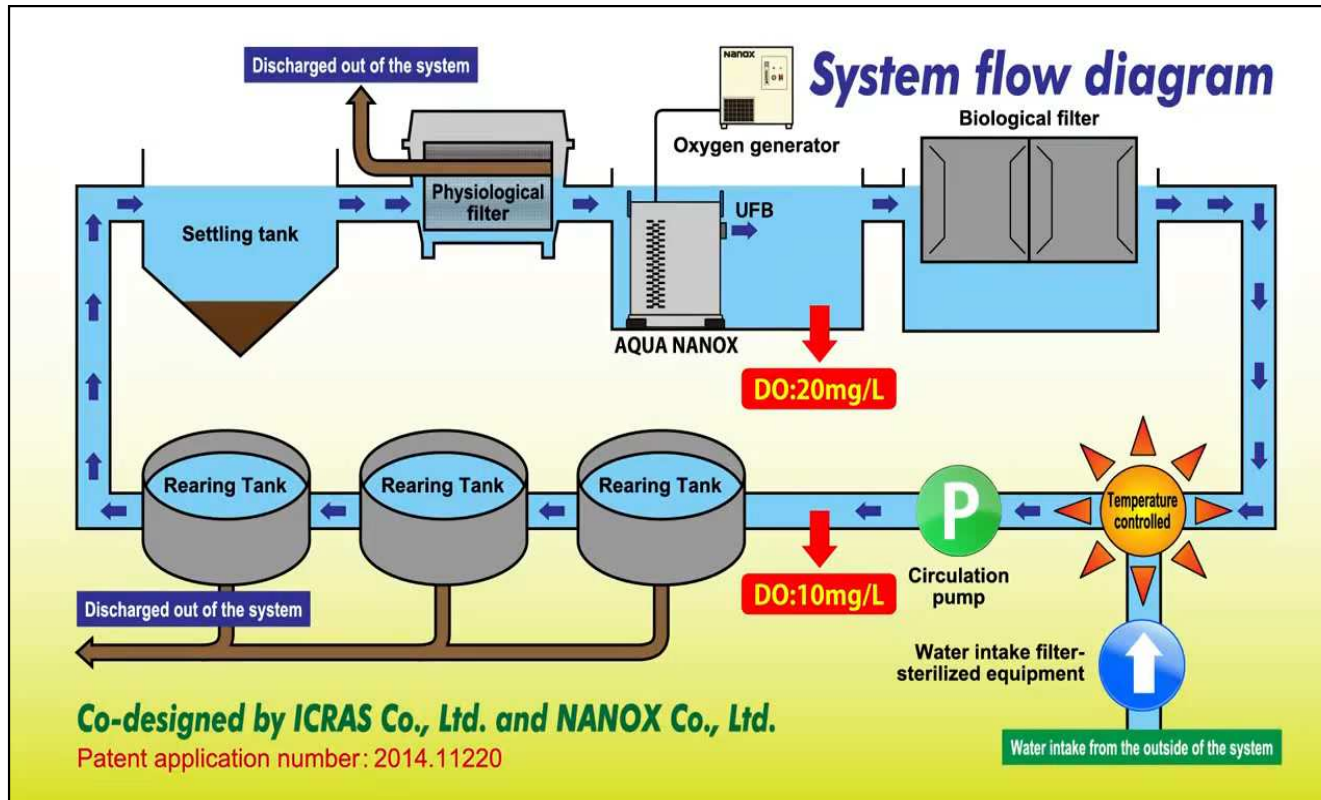 System flow diagram
Discharged out of the system
NANOX
Oxygen generator
Biological filter
Physiological
filter
Settling tank
UFB
AQUA NANOX
DO:20mg/L
Rearing Tank
Rearing Tank
Rearing Tank
P
Temperature
controlled
Circulation
pump
DO:10mg/L
Discharged out of the system
Water intake filter-
sterilized equipment
Co-designed by ICRAS Co., Ltd. and NANOX Co., Ltd.
Patent application number : 2014.11220
Water intake from the outside of the system